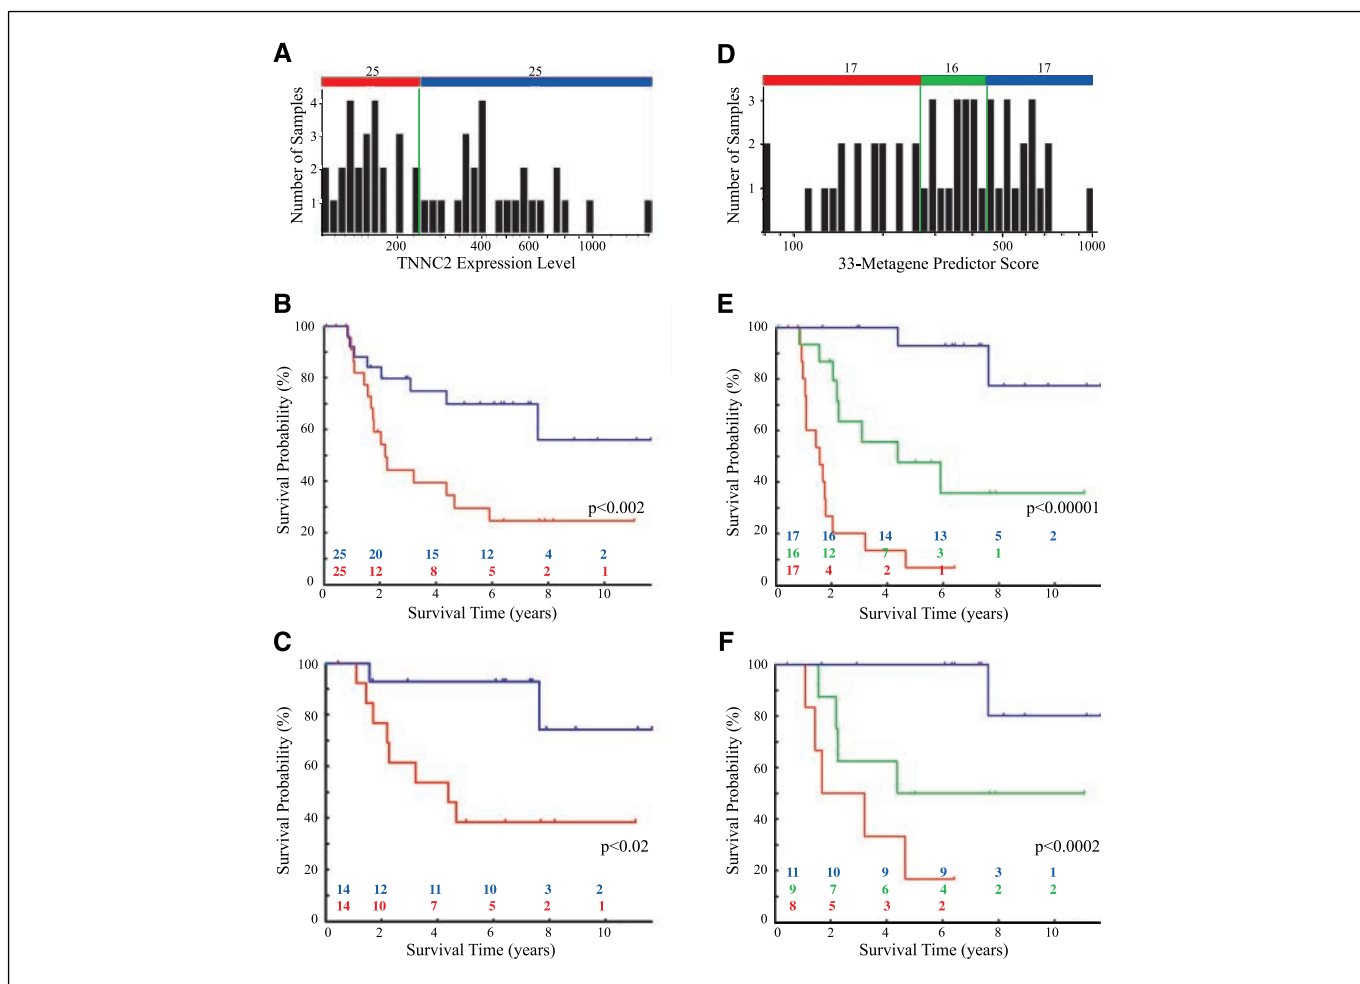 A
25 25
Number of Samples
4
3
2
1
200 400 600 1000
TNNC2 Expression Level
D
17 16 17
Number of Samples
3
2
1
100 500 1000
33-Metagene Predictor Score
B
Survival Probability (%)
100
80
60
40
20
0
p<0.002
25 20 15 12 4 2
25 12 8 5 2 1
0 2 4 6 8 10
Survival Time (years)
E
Survival Probability (%)
100
80
60
40
20
0
p<0.00001
17 16 14 13 5 2
16 12 7 3 1
17 4 2 1
0 2 4 6 8 10
Survival Time (years)
C
Survival Probability (%)
100
80
60
40
20
0
p<0.02
14 12 11 10 3 2
14 10 7 5 2 1
0 2 4 6 8 10
Survival Time (years)
F
Survival Probability (%)
100
80
60
40
20
0
p<0.0002
11 10 9 9 3 1
9 7 6 4 2 2
8 5 3 2
0 2 4 6 8 10
Survival Time (years)